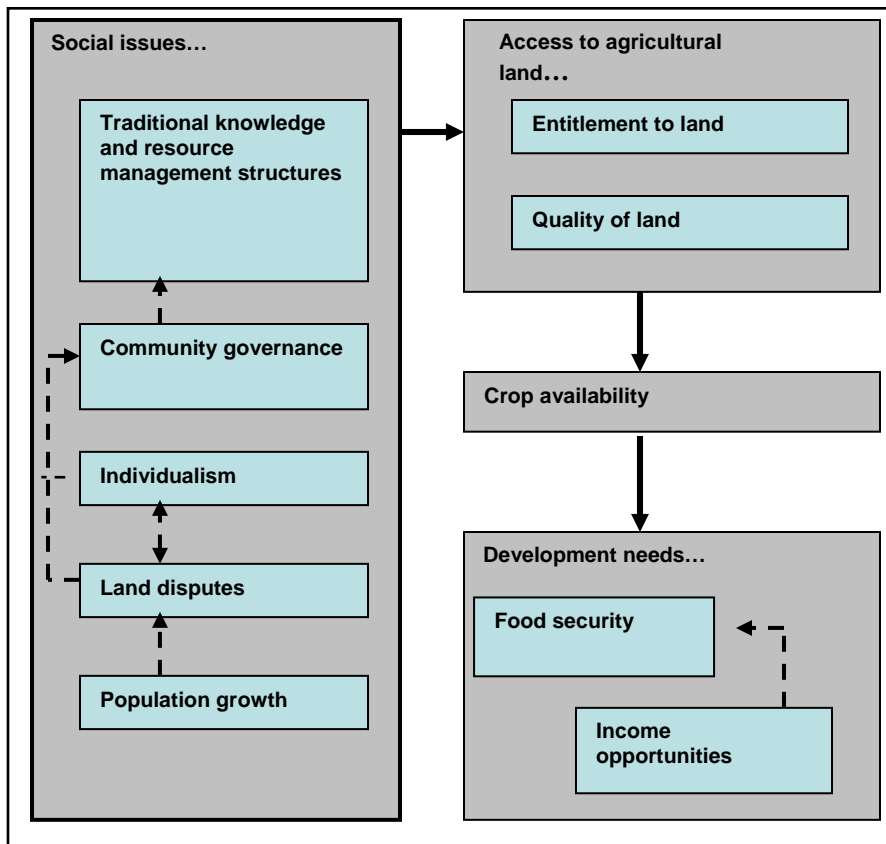 Social issues…
Traditional knowledge
and resource
management structures
Community governance
Individualism
Land disputes
Population growth
Access to agricultural
land…
Entitlement to land
Quality of land
Crop availability
Development needs…
Food security
Income
opportunities